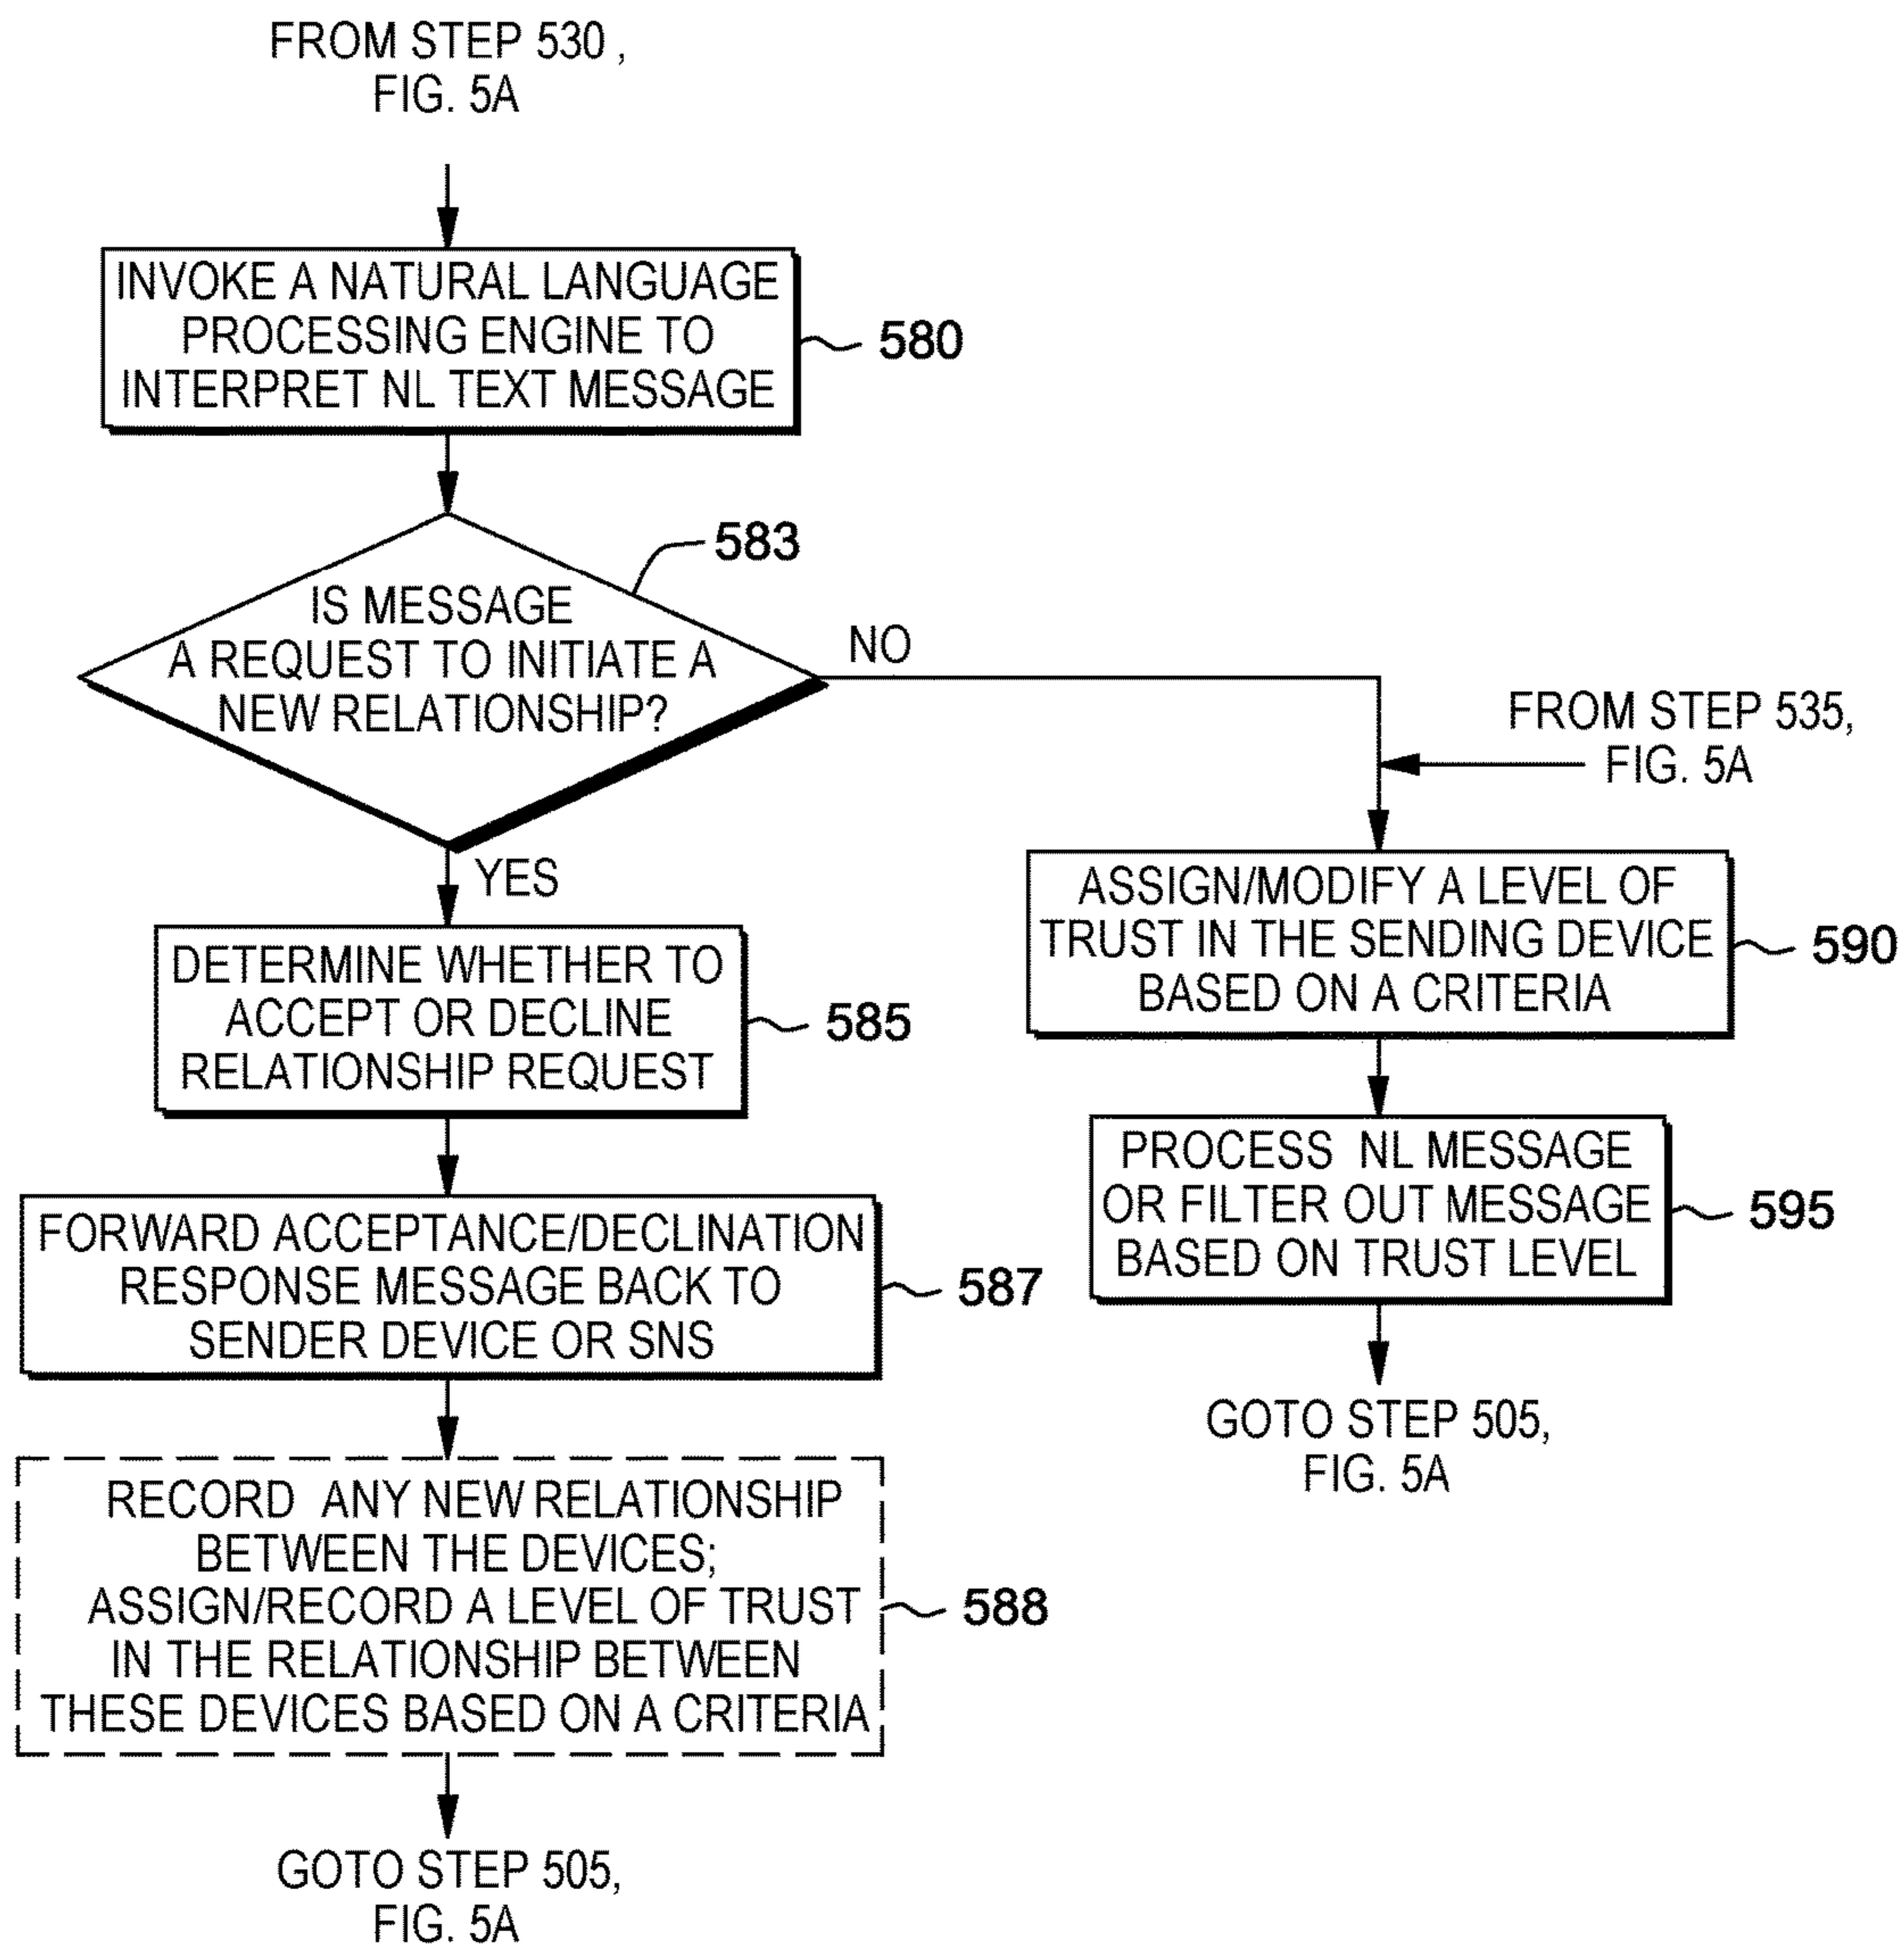 FROM STEP 530 ,
FIG. 5A
INVOKE A NATURAL LANGUAGE
PROCESSING ENGINE TO
INTERPRET NL TEXT MESSAGE
580
583
IS MESSAGE
A REQUEST TO INITIATE A
NEW RELATIONSHIP?
NO
YES
FROM STEP 535,
FIG. 5A
DETERMINE WHETHER TO
ACCEPT OR DECLINE
RELATIONSHIP REQUEST
585
FORWARD ACCEPTANCE/DECLINATION
RESPONSE MESSAGE BACK TO
SENDER DEVICE OR SNS
587
RECORD ANY NEW RELATIONSHIP
BETWEEN THE DEVICES;
ASSIGN/RECORD A LEVEL OF TRUST
IN THE RELATIONSHIP BETWEEN
THESE DEVICES BASED ON A CRITERIA
588
GOTO STEP 505,
FIG. 5A
ASSIGN/MODIFY A LEVEL OF
TRUST IN THE SENDING DEVICE
BASED ON A CRITERIA
590
PROCESS NL MESSAGE
OR FILTER OUT MESSAGE
BASED ON TRUST LEVEL
595
GOTO STEP 505,
FIG. 5A